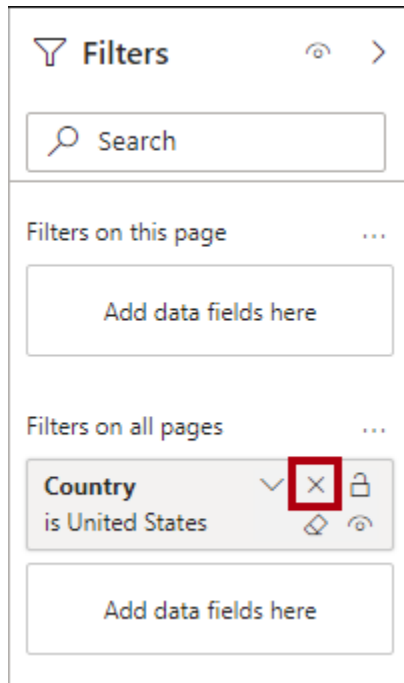 Filters
Search
Filters on this page
...
Add data fields here
Filters on all pages
...
Country
is United States
Add data fields here